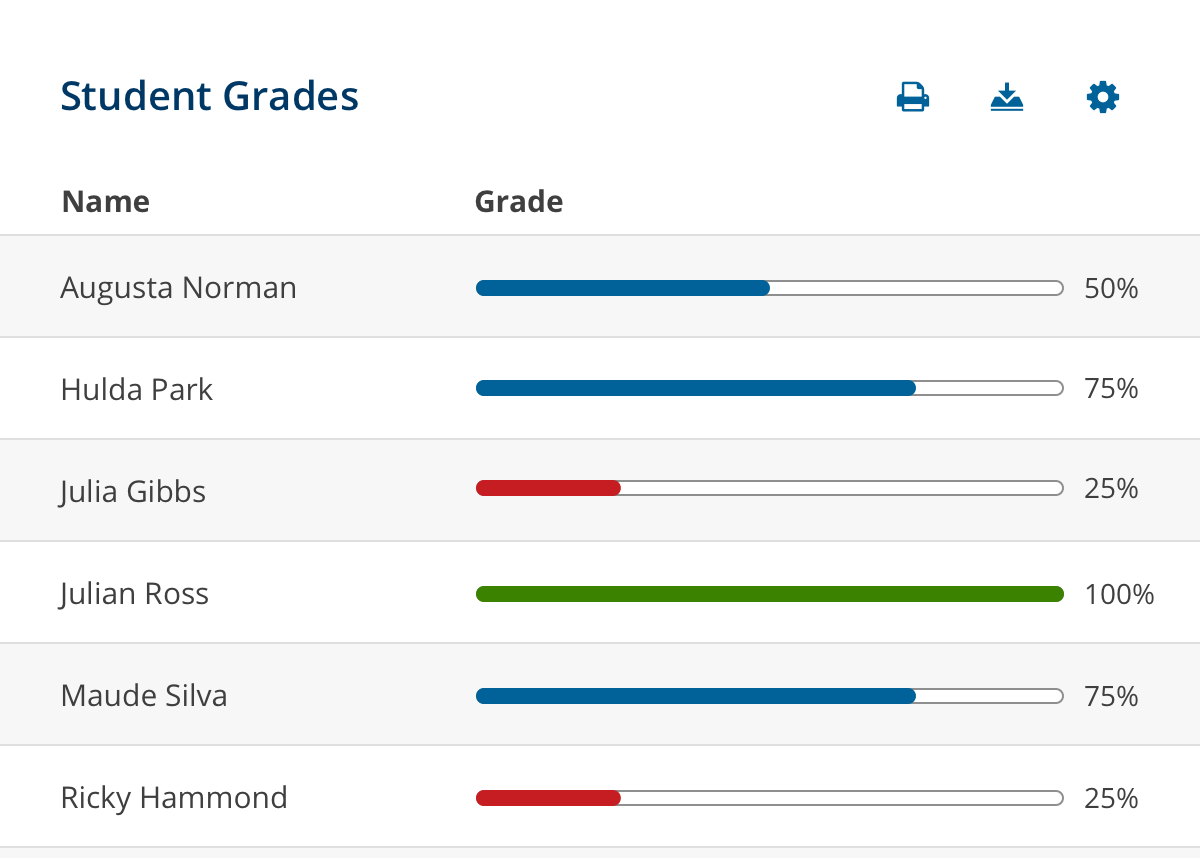 Student Grades
Name Grade
Augusta Norman 50%
Hulda Park 75%
Julia Gibbs 25%
Julian Ross 100%
Maude Silva 75%
Ricky Hammond 25%